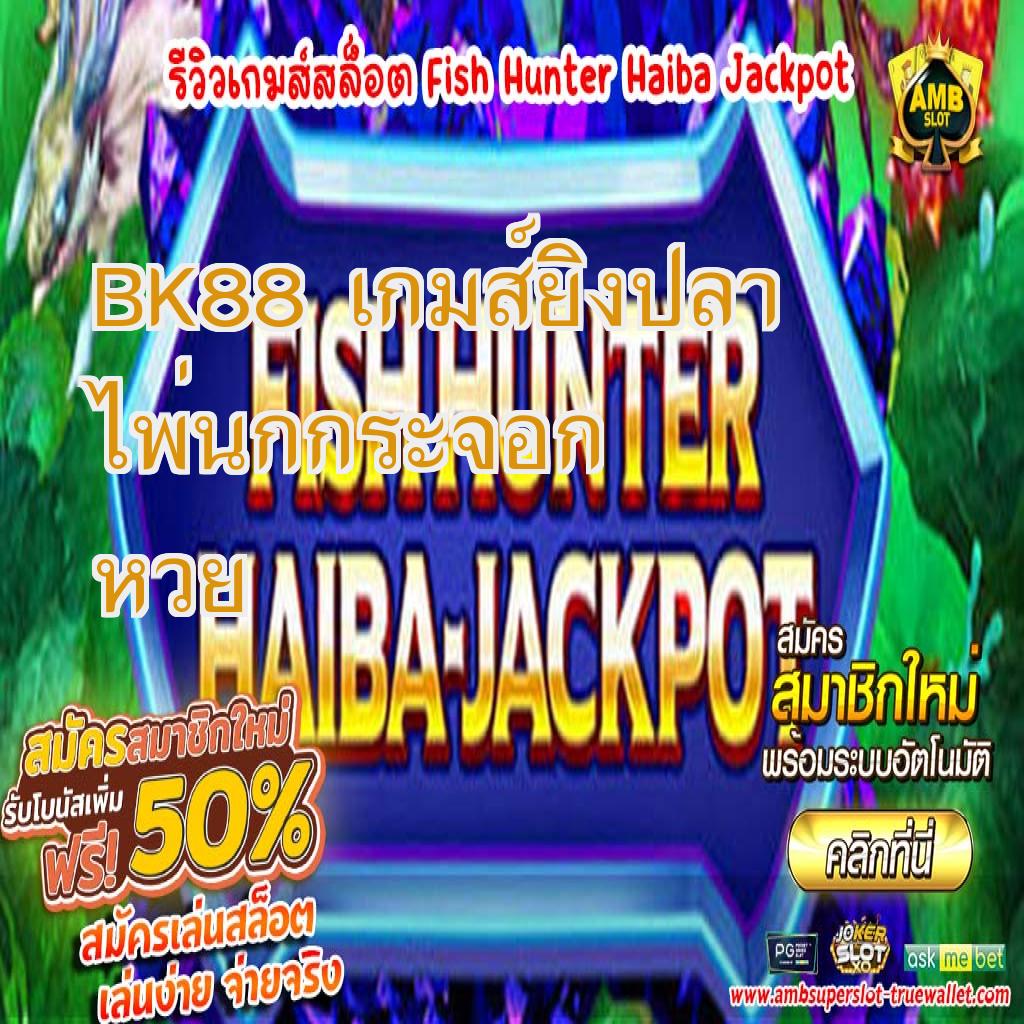 รีวิวเกมส์สล็อต Fish Hunter Haiba Jackpot
AMB
SLOT
BK88 เกมส์ยิงปลา
ไพ่นกกระจอก
หวย
FISH HUNTER
HAIBA·JACKPOT
สมัคร
สมาชิกใหม่
พร้อมระบบอัตโนมัติ
คลิกที่นี่
สมัครสมาชิกใหม่
รับโบนัสเพิ่ม
ฟรี! 50%
สมัครเล่นสล็อต
เล่นง่าย จ่ายจริง
PG
JOKER
SLOT
XO
ask me bet
www.ambsuperslot-truewallet.com